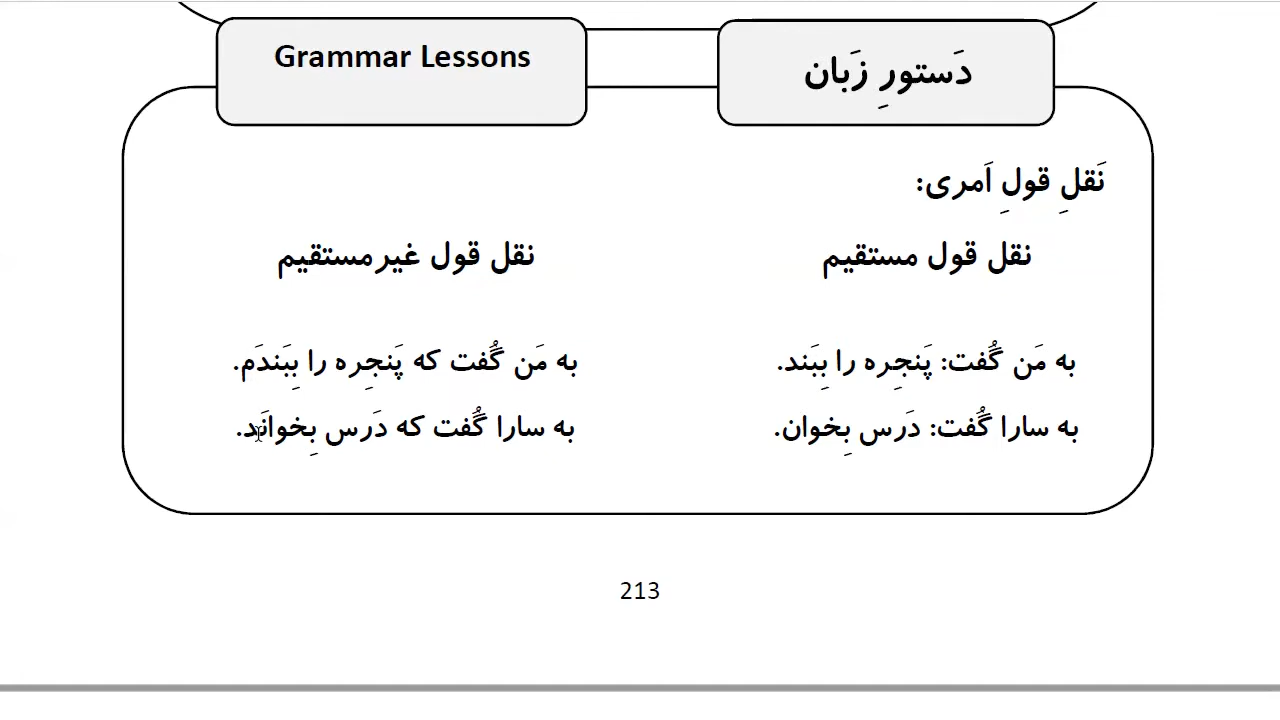 Grammar Lessons
دَستورِ زَبان
نَقلِ قولِ اَمری:
نقل قول مستقیم
نقل قول غیرمستقیم
به مَن گُفت: پَنجِره را بِبَند.
به مَن گُفت که پَنجِره را بِبَندَم.
به سارا گُفت: دَرس بِخوان.
به سارا گُفت که دَرس بِخوانَد.
213